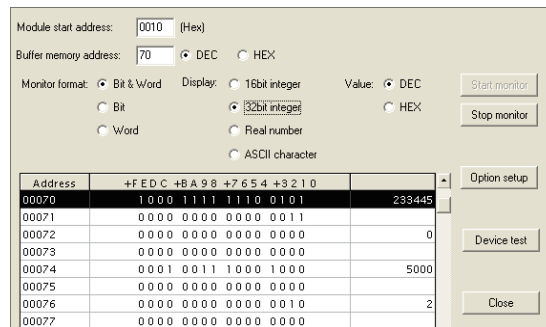 Module start address: 0010 (Hex)
Buffer memory address: 70 DEC HEX
Monitor format: Bit & Word Display: 16bit integer Value: DEC Start monitor
Bit 32bit integer HEX Stop monitor
Word Real number
ASCII character
Option setup
Address +F E D C +B A 9 8 +7 6 5 4 +3 2 1 0
00070 1 0 0 0 1 1 1 1 1 1 1 0 0 1 0 1 233445
00071 0 0 0 0 0 0 0 0 0 0 0 0 0 0 1 1
00072 0 0 0 0 0 0 0 0 0 0 0 0 0 0 0 0 0
Device test
00073 0 0 0 0 0 0 0 0 0 0 0 0 0 0 0 0
00074 0 0 0 1 0 0 1 1 1 0 0 0 1 0 0 0 5000
00075 0 0 0 0 0 0 0 0 0 0 0 0 0 0 0 0
00076 0 0 0 0 0 0 0 0 0 0 0 0 0 0 1 0 2
Close
00077 0 0 0 0 0 0 0 0 0 0 0 0 0 0 0 0